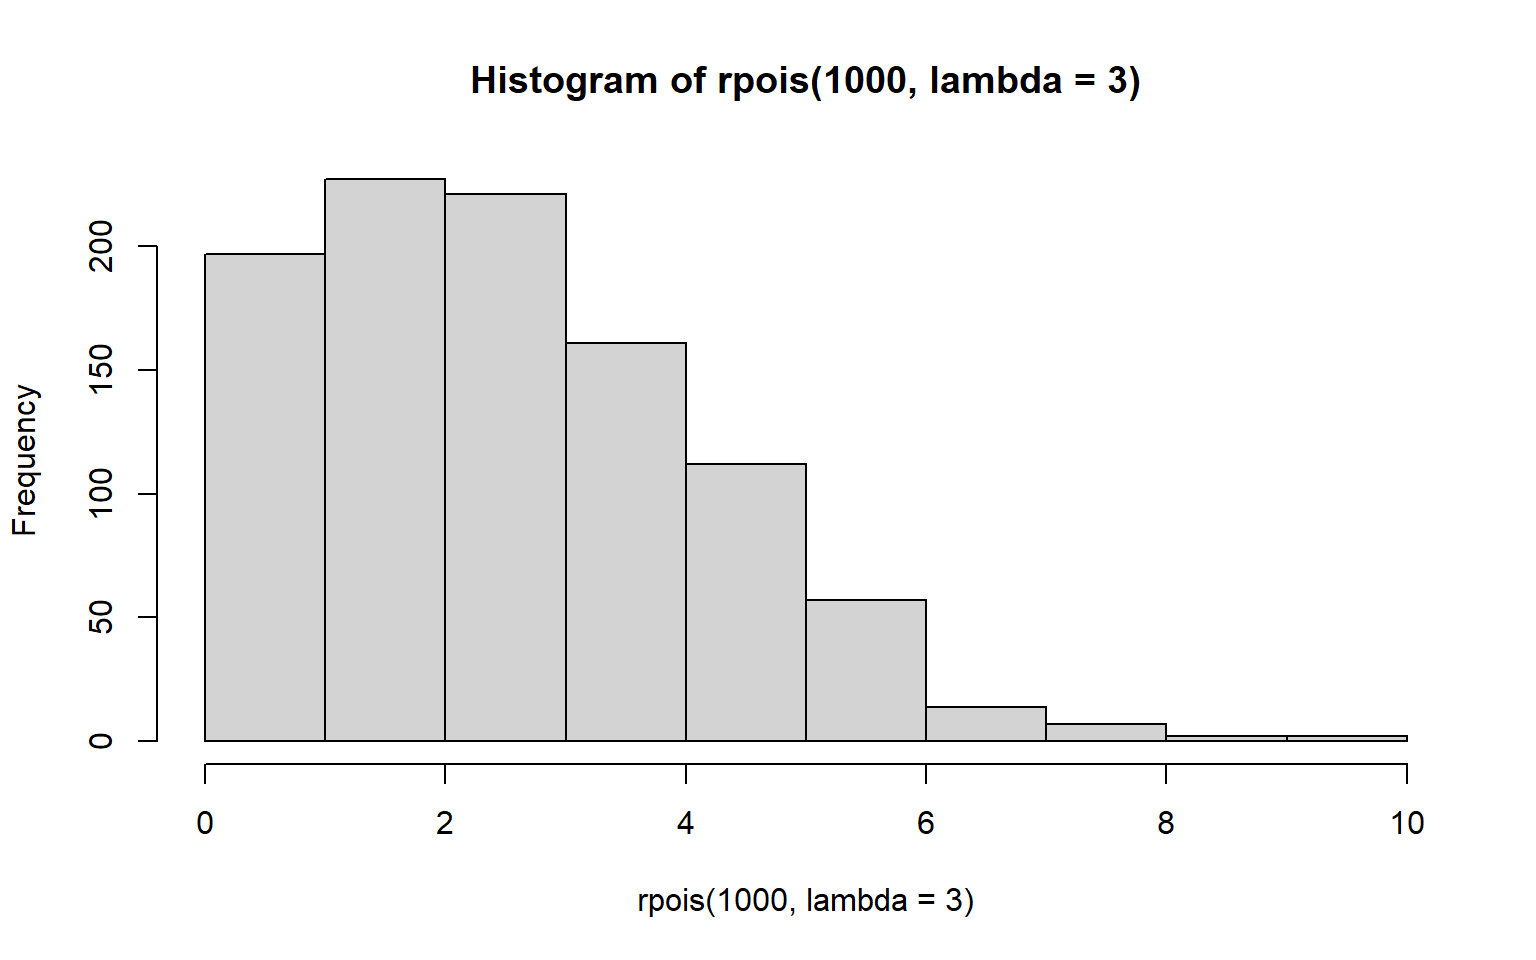 Histogram of rpois(1000, lambda = 3)
Frequency
200
150
100
50
0
0 2 4 6 8 10
rpois(1000, lambda = 3)